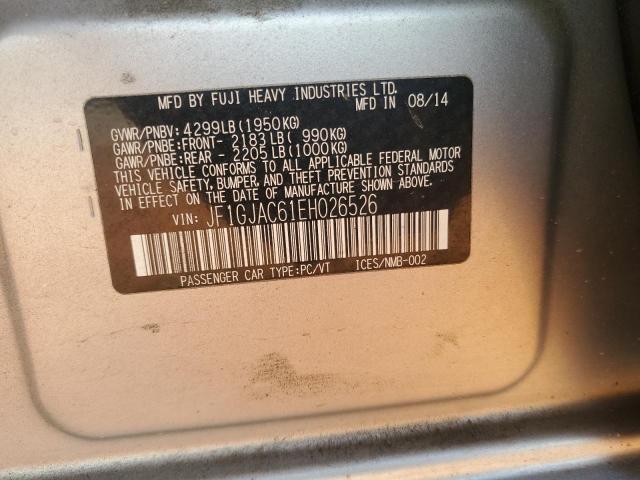 MFD BY FUJI HEAVY INDUSTRIES LTD.
MFD IN 08/14
GVWR/PNBV: 4299LB(1950KG)
GAWR/PNBE:FRONT- 2183LB( 990KG)
GAWR/PNBE:REAR - 2205LB(1000KG)
THIS VEHICLE CONFORMS TO ALL APPLICABLE FEDERAL MOTOR
VEHICLE SAFETY, BUMPER, AND THEFT PREVENTION STANDARDS
IN EFFECT ON THE DATE OF MANUFACTURE SHOWN ABOVE.
VIN: JF1GJAC61EH026526
PASSENGER CAR TYPE:PC/VT ICES/NMB-002